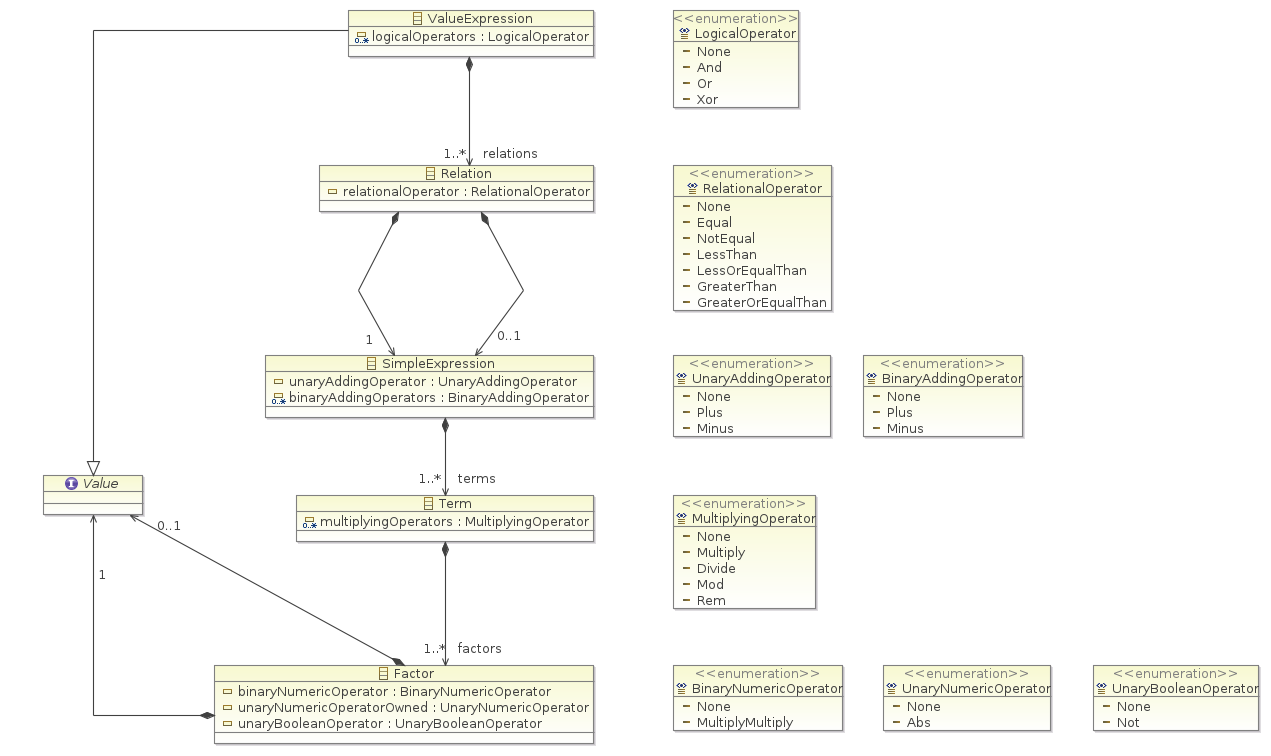 ValueExpression
0..* logicalOperators : LogicalOperator
<<enumeration>>
LogicalOperator
None
And
Or
Xor
1..* relations
Relation
relationalOperator : RelationalOperator
<<enumeration>>
RelationalOperator
None
Equal
NotEqual
LessThan
LessOrEqualThan
GreaterThan
GreaterOrEqualThan
1
0..1
SimpleExpression
unaryAddingOperator : UnaryAddingOperator
0..* binaryAddingOperators : BinaryAddingOperator
<<enumeration>>
UnaryAddingOperator
None
Plus
Minus
<<enumeration>>
BinaryAddingOperator
None
Plus
Minus
1..* terms
I Value
0..1
1
Term
0..* multiplyingOperators : MultiplyingOperator
<<enumeration>>
MultiplyingOperator
None
Multiply
Divide
Mod
Rem
1..* factors
Factor
binaryNumericOperator : BinaryNumericOperator
unaryNumericOperatorOwned : UnaryNumericOperator
unaryBooleanOperator : UnaryBooleanOperator
<<enumeration>>
BinaryNumericOperator
None
MultiplyMultiply
<<enumeration>>
UnaryNumericOperator
None
Abs
<<enumeration>>
UnaryBooleanOperator
None
Not